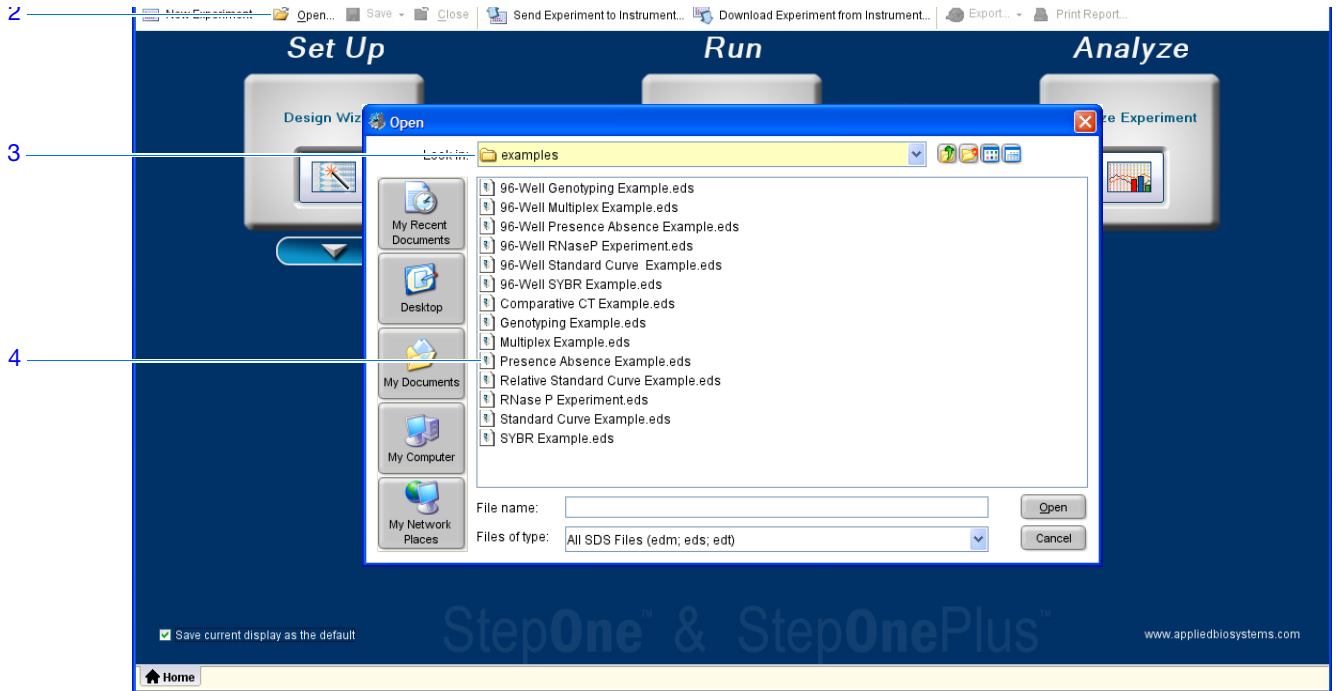 2
New Experiment Open... Save Close Send Experiment to Instrument... Download Experiment from Instrument... Export... Print Report...
Set Up Run Analyze
Design Wiz
ze Experiment
Open
3
Look in: examples
96-Well Genotyping Example.eds
96-Well Multiplex Example.eds
96-Well Presence Absence Example.eds
96-Well RNaseP Experiment.eds
96-Well Standard Curve  Example.eds
96-Well SYBR Example.eds
Comparative CT Example.eds
Genotyping Example.eds
Multiplex Example.eds
4
Presence Absence Example.eds
Relative Standard Curve Example.eds
RNase P Experiment.eds
Standard Curve Example.eds
SYBR Example.eds
My Recent
Documents
Desktop
My Documents
My Computer
My Network
Places
File name:
Open
Files of type: All SDS Files (edm; eds; edt)
Cancel
StepOne™ & StepOnePlus™
Save current display as the default
www.appliedbiosystems.com
Home